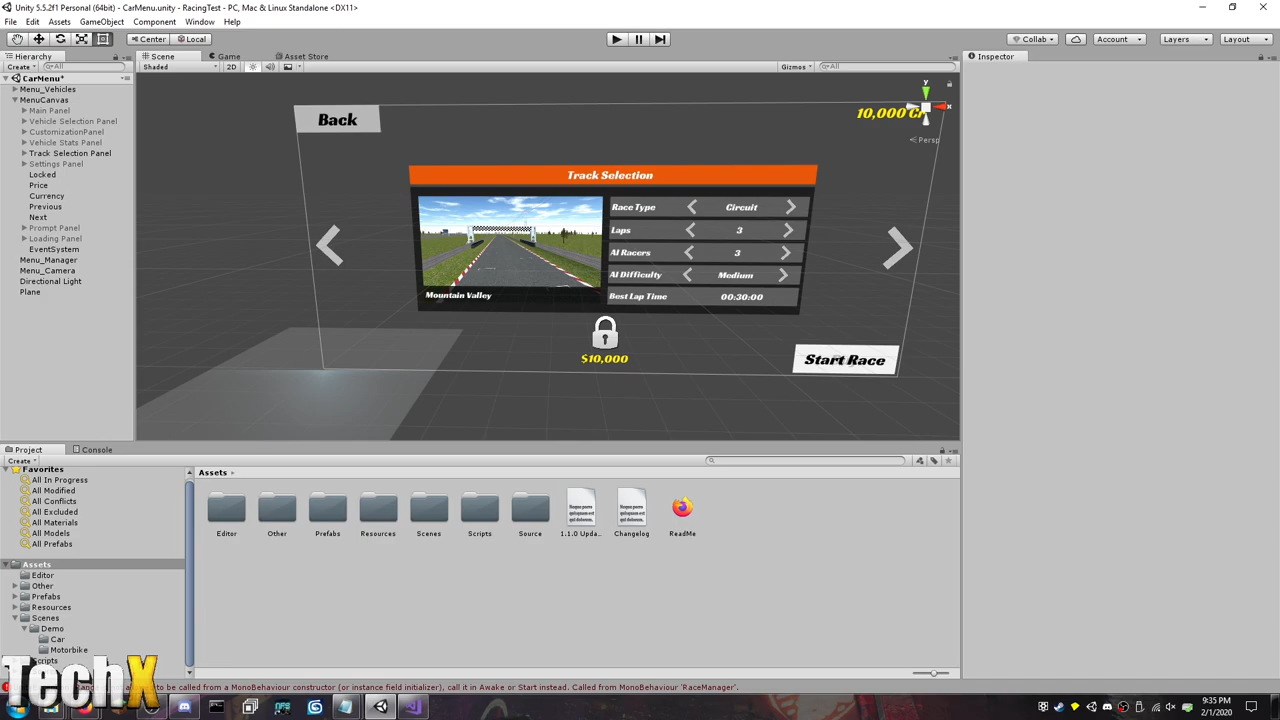 Unity 5.5.2f1 Personal (64bit) - CarMenu.unity - RacingTest - PC, Mac & Linux Standalone <DX11>
File Edit Assets GameObject Component Window Help
Center Local Collab Account Layers Layout
Hierarchy
Create All
CarMenu*
Menu_Vehicles
MenuCanvas
Main Panel
Vehicle Selection Panel
CustomizationPanel
Vehicle Stats Panel
Track Selection Panel
Settings Panel
Locked
Price
Currency
Previous
Next
Prompt Panel
Loading Panel
EventSystem
Menu_Manager
Menu_Camera
Directional Light
Plane
Scene Game Asset Store
Shaded 2D Gizmos All
y
x
Persp
Back
10,000 Cr
Track Selection
Race Type Circuit
Laps 3
AI Racers 3
AI Difficulty Medium
Best Lap Time 00:30:00
Mountain Valley
$10,000
Start Race
Inspector
Project Console
Create
Favorites
All In Progress
All Modified
All Conflicts
All Excluded
All Materials
All Models
All Prefabs
Assets
Editor
Other
Prefabs
Resources
Scenes
Demo
Car
Motorbike
Scripts
Assets
Editor Other Prefabs Resources Scenes Scripts Source 1.1.0 Upda... Changelog ReadMe
to be called from a MonoBehaviour constructor (or instance field initializer), call it in Awake or Start instead. Called from MonoBehaviour 'RaceManager'.
TechX
9:35 PM
2/1/2020